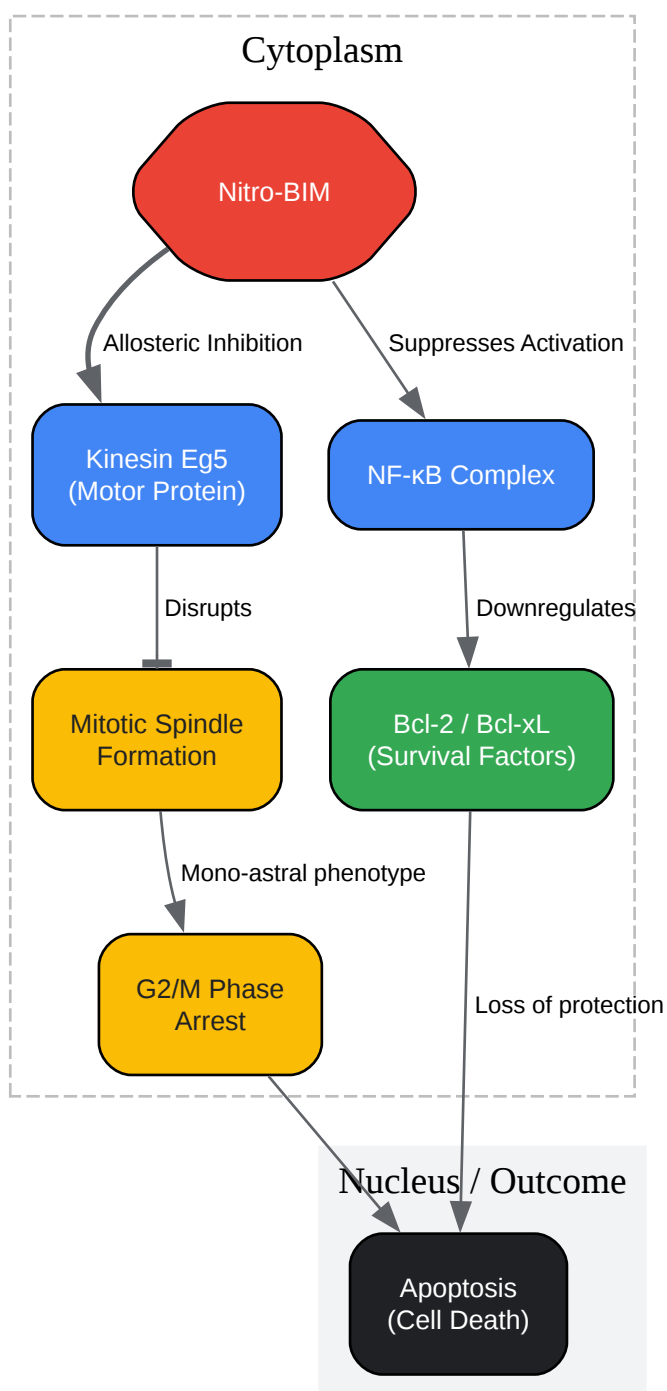 Cytoplasm
Nitro-BIM
Allosteric Inhibition
Suppresses Activation
Kinesin Eg5
(Motor Protein)
NF-κB Complex
Disrupts
Downregulates
Mitotic Spindle
Formation
Bcl-2 / Bcl-xL
(Survival Factors)
Mono-astral phenotype
G2/M Phase
Arrest
Loss of protection
Nucleus / Outcome
Apoptosis
(Cell Death)